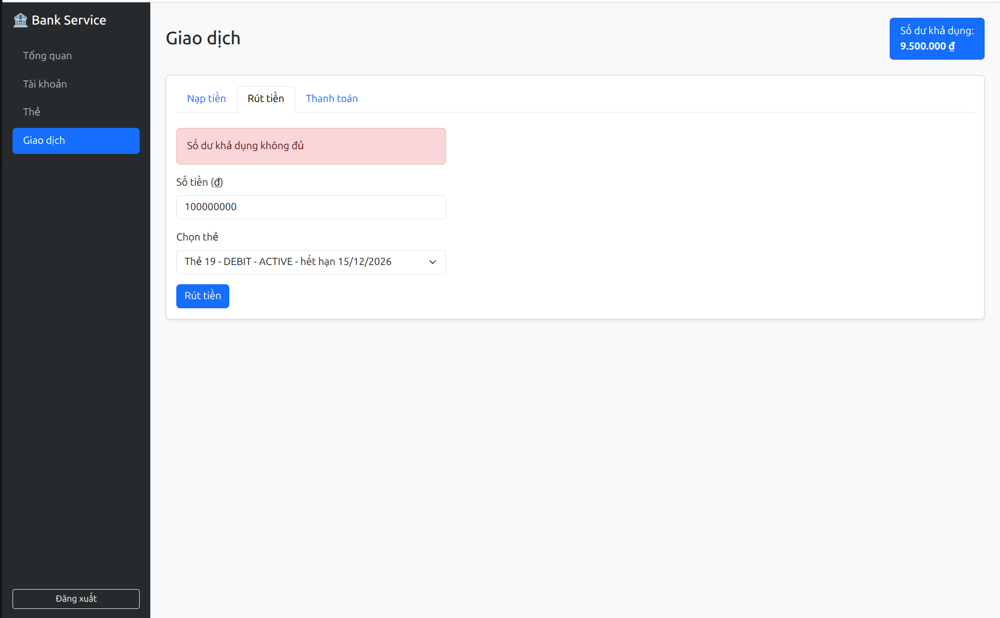 Bank Service
Tổng quan
Tài khoản
Thẻ
Giao dịch
Đăng xuất
Giao dịch
Số dư khả dụng:
9.500.000 ₫
Nạp tiền
Rút tiền
Thanh toán
Số dư khả dụng không đủ
Số tiền (₫)
100000000
Chọn thẻ
Thẻ 19 - DEBIT - ACTIVE - hết hạn 15/12/2026
Rút tiền